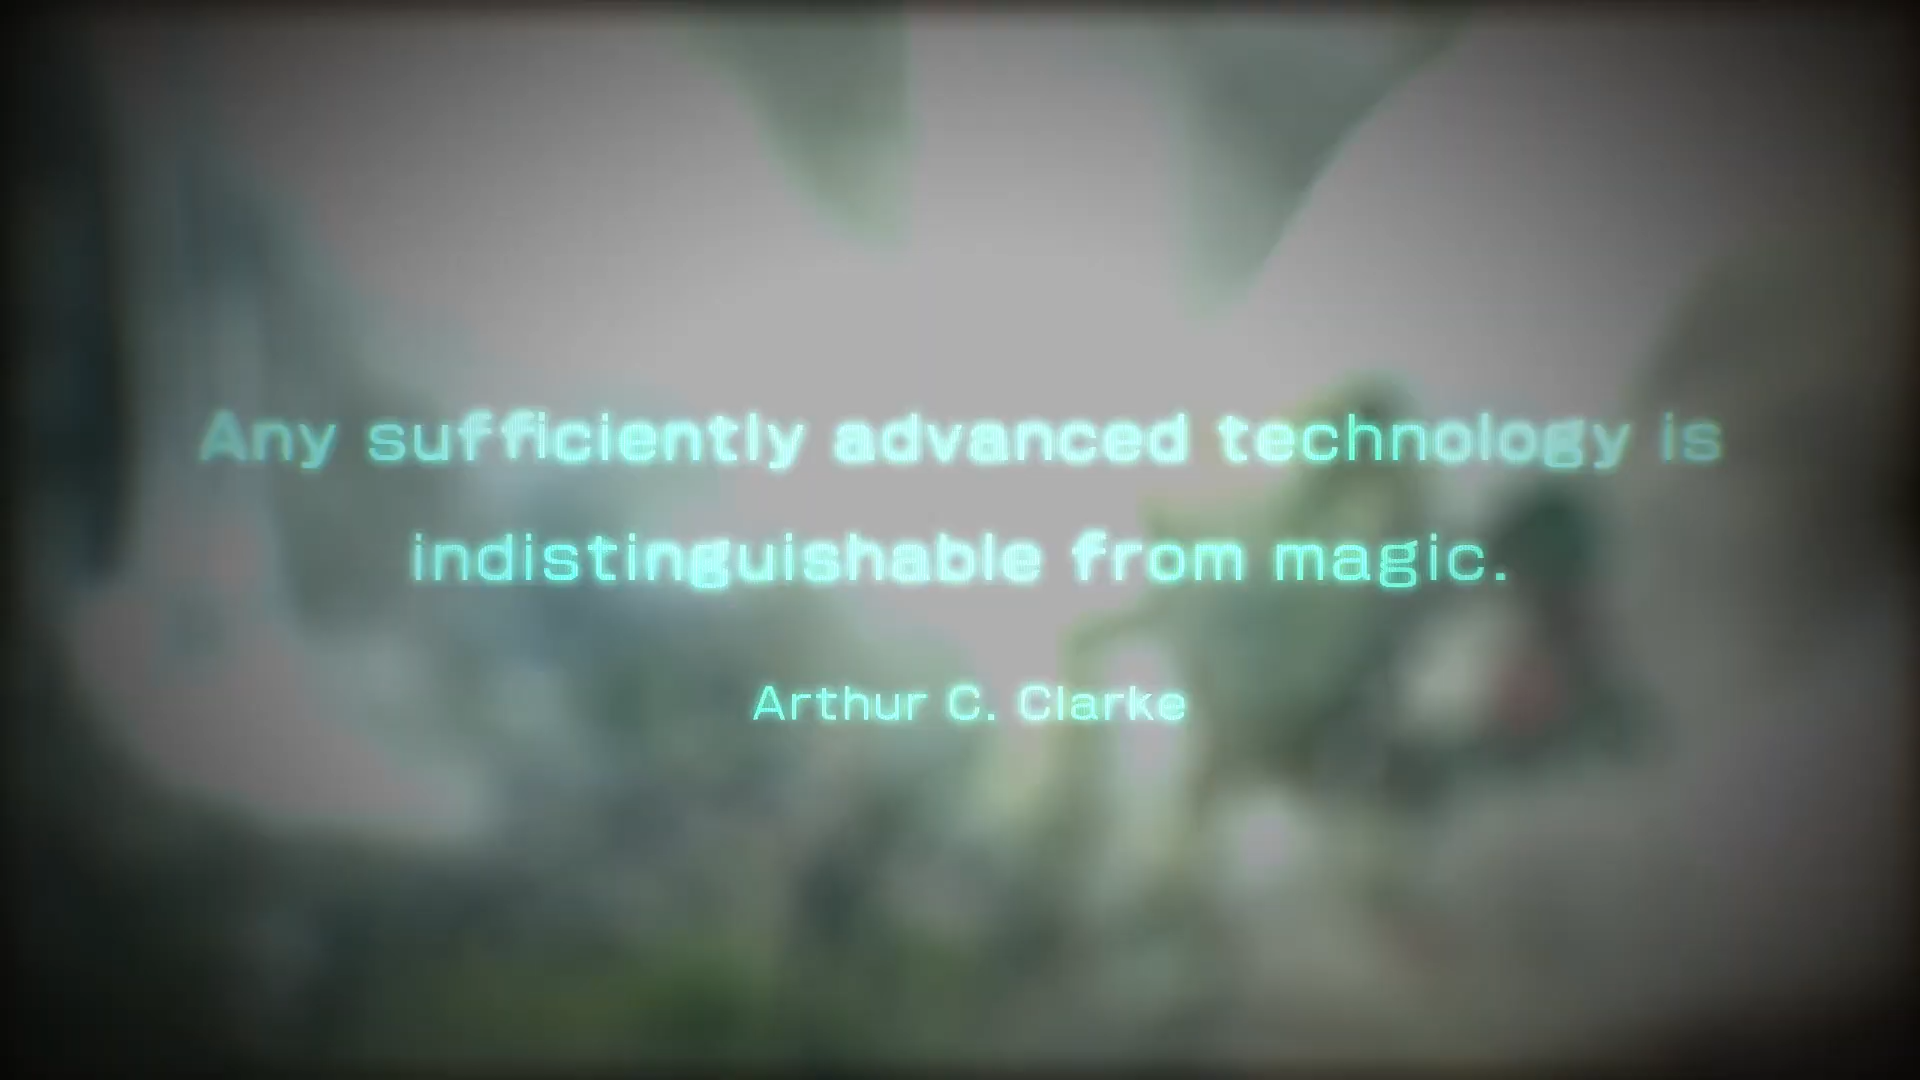 Any sufficiently advanced technology is
indistinguishable from magic.
Arthur C. Clarke